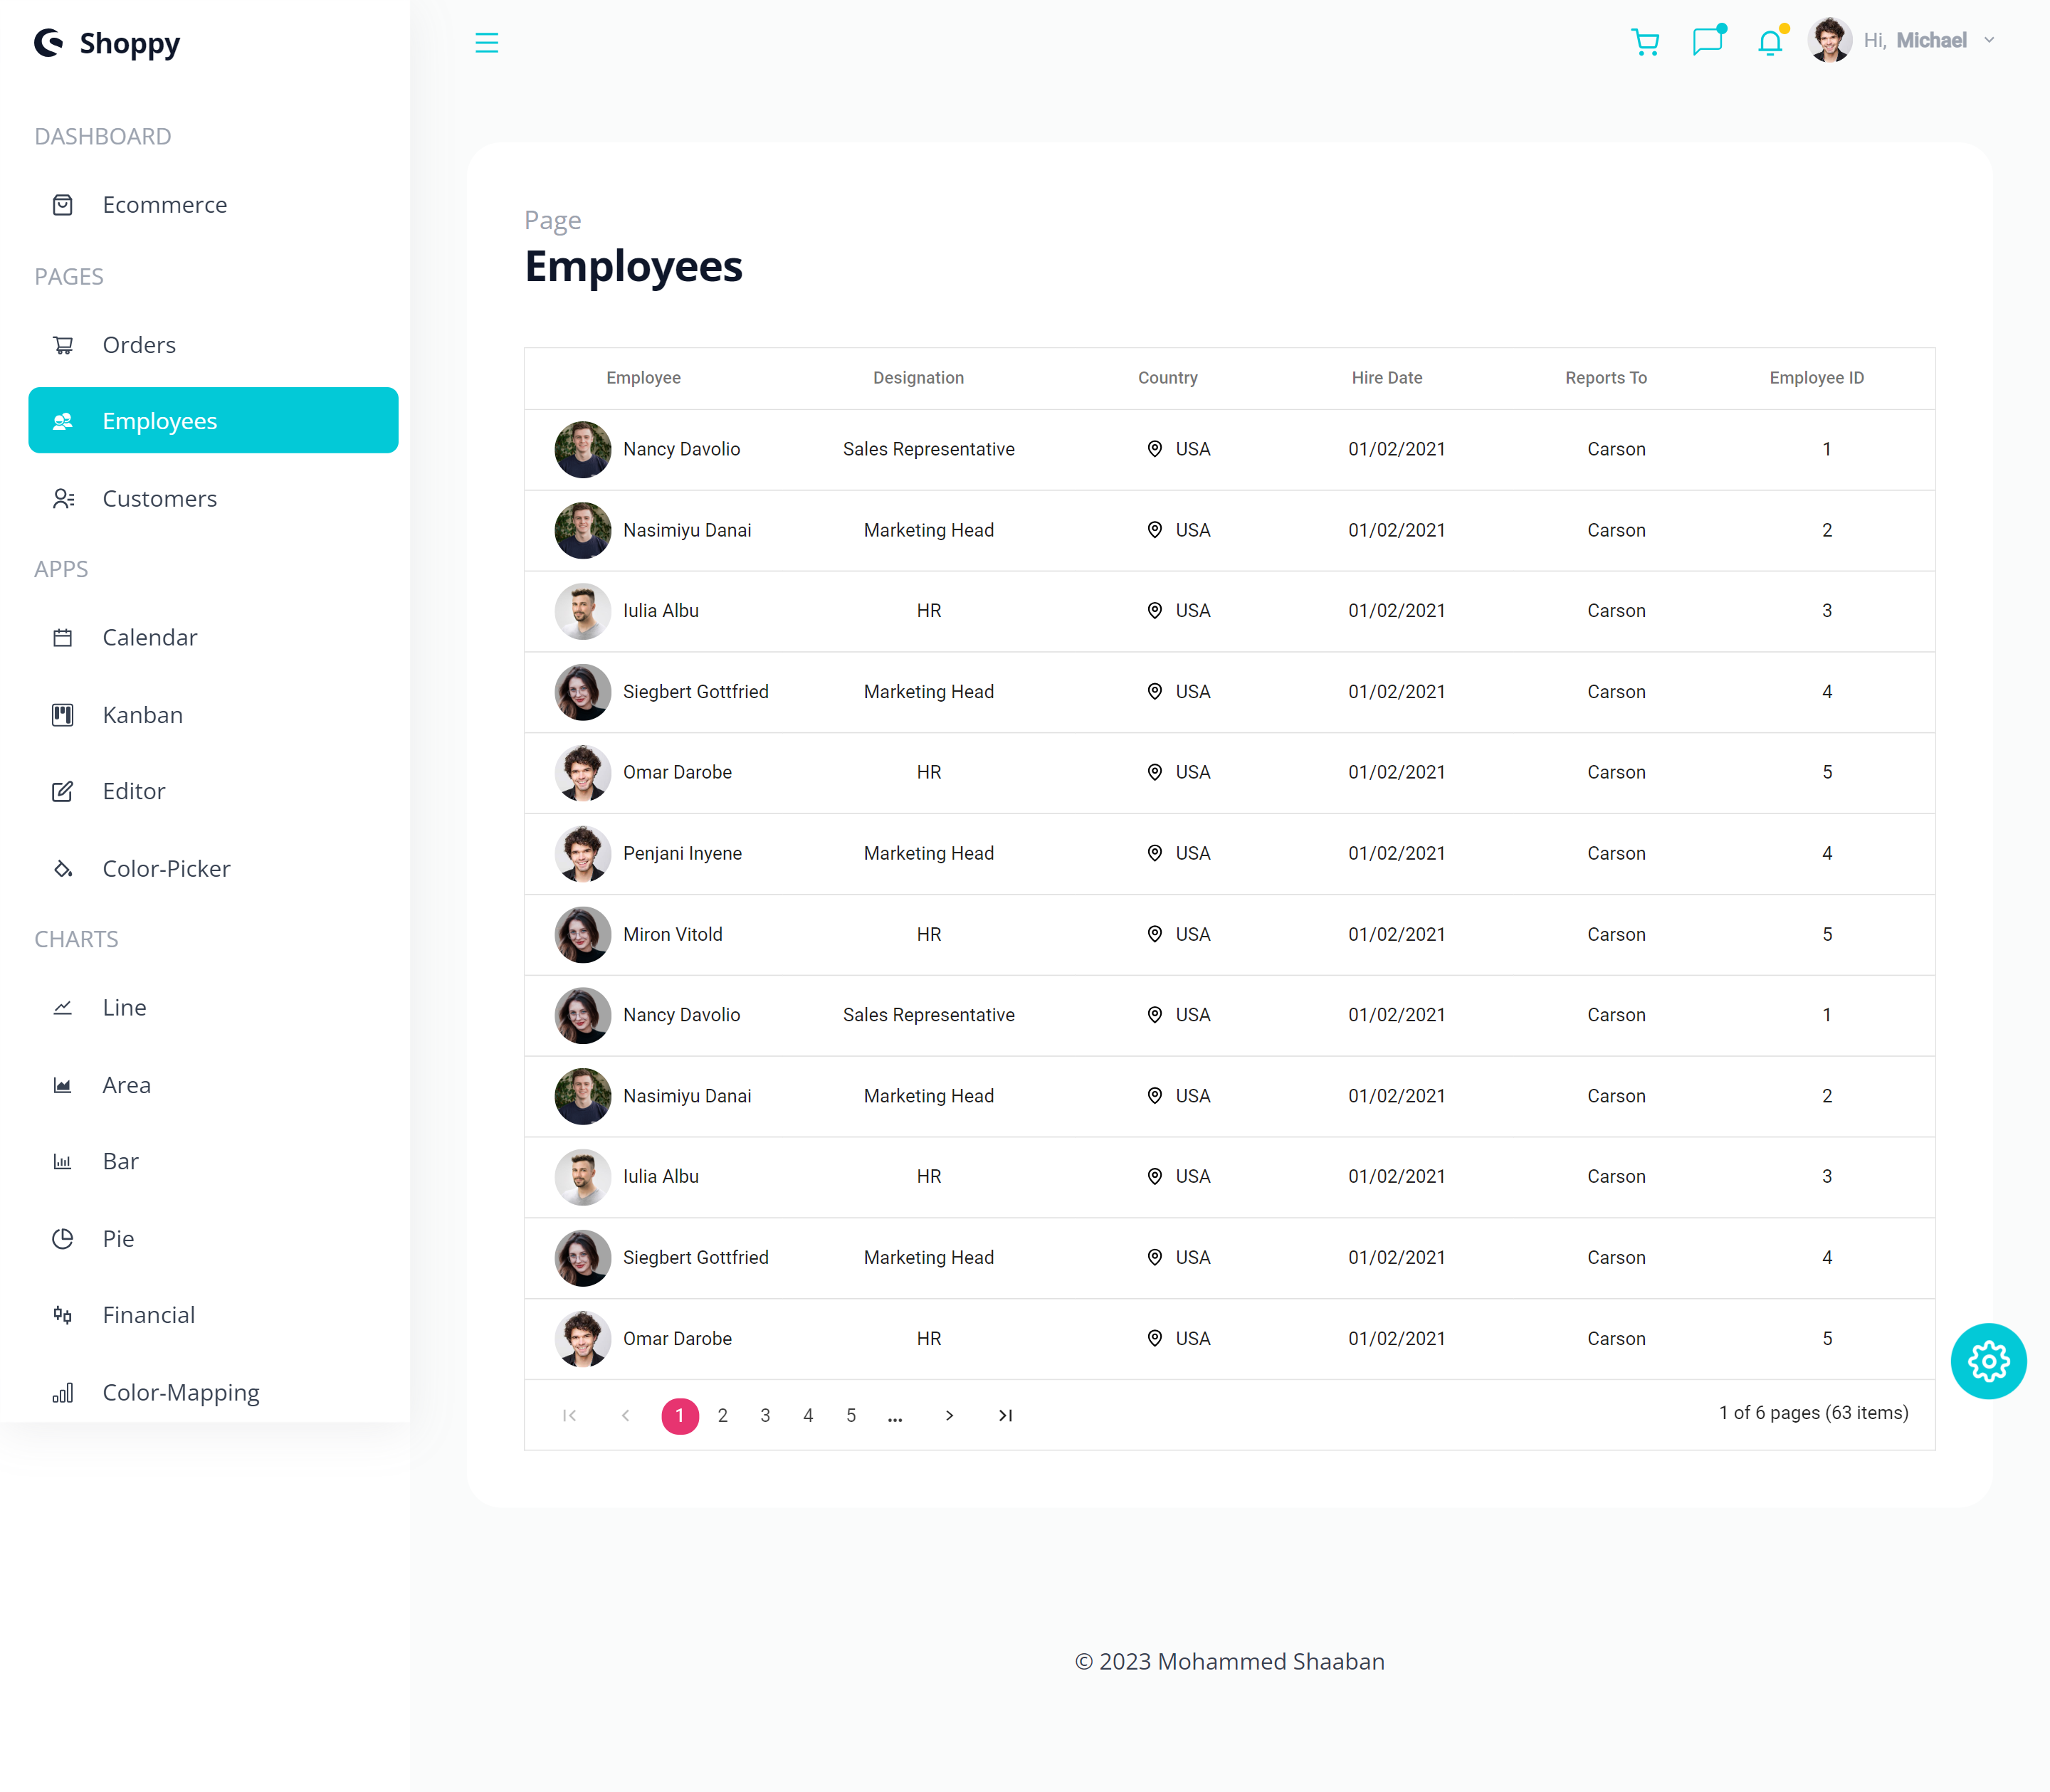 Shoppy
Hi, Michael
DASHBOARD
Ecommerce
PAGES
Orders
Employees
Customers
APPS
Calendar
Kanban
Editor
Color-Picker
CHARTS
Line
Area
Bar
Pie
Financial
Color-Mapping
Page
Employees
Employee Designation Country Hire Date Reports To Employee ID
Nancy Davolio Sales Representative USA 01/02/2021 Carson 1
Nasimiyu Danai Marketing Head USA 01/02/2021 Carson 2
Iulia Albu HR USA 01/02/2021 Carson 3
Siegbert Gottfried Marketing Head USA 01/02/2021 Carson 4
Omar Darobe HR USA 01/02/2021 Carson 5
Penjani Inyene Marketing Head USA 01/02/2021 Carson 4
Miron Vitold HR USA 01/02/2021 Carson 5
Nancy Davolio Sales Representative USA 01/02/2021 Carson 1
Nasimiyu Danai Marketing Head USA 01/02/2021 Carson 2
Iulia Albu HR USA 01/02/2021 Carson 3
Siegbert Gottfried Marketing Head USA 01/02/2021 Carson 4
Omar Darobe HR USA 01/02/2021 Carson 5
1 2 3 4 5 ... 1 of 6 pages (63 items)
© 2023 Mohammed Shaaban